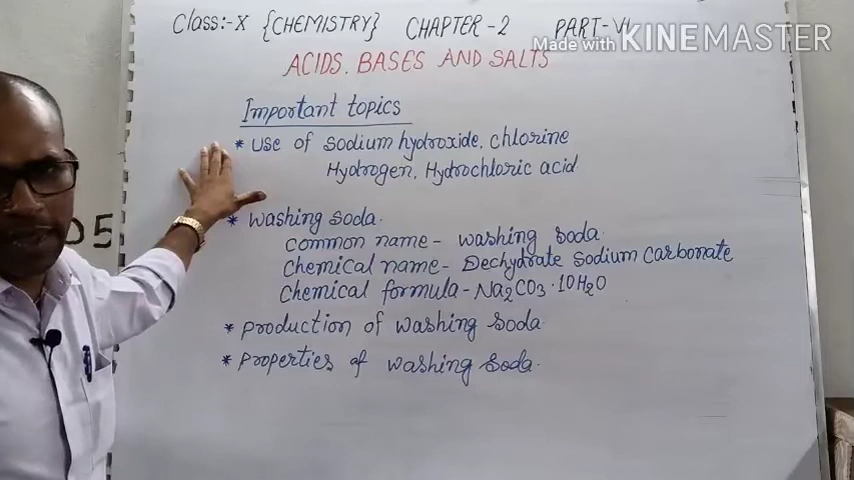 Class:- X {CHEMISTRY} CHAPTER - 2 PART - VI
Made with KINEMASTER
ACIDS. BASES AND SALTS
Important topics
* USE of sodium hydroxide. chlorine
Hydrogen. Hydrochloric acid
* washing soda.
common name - washing soda.
chemical name - Dechydrate sodium carbonate
chemical formula - Na2CO3 · 10H2O
* production of washing soda
* properties of washing soda.
05